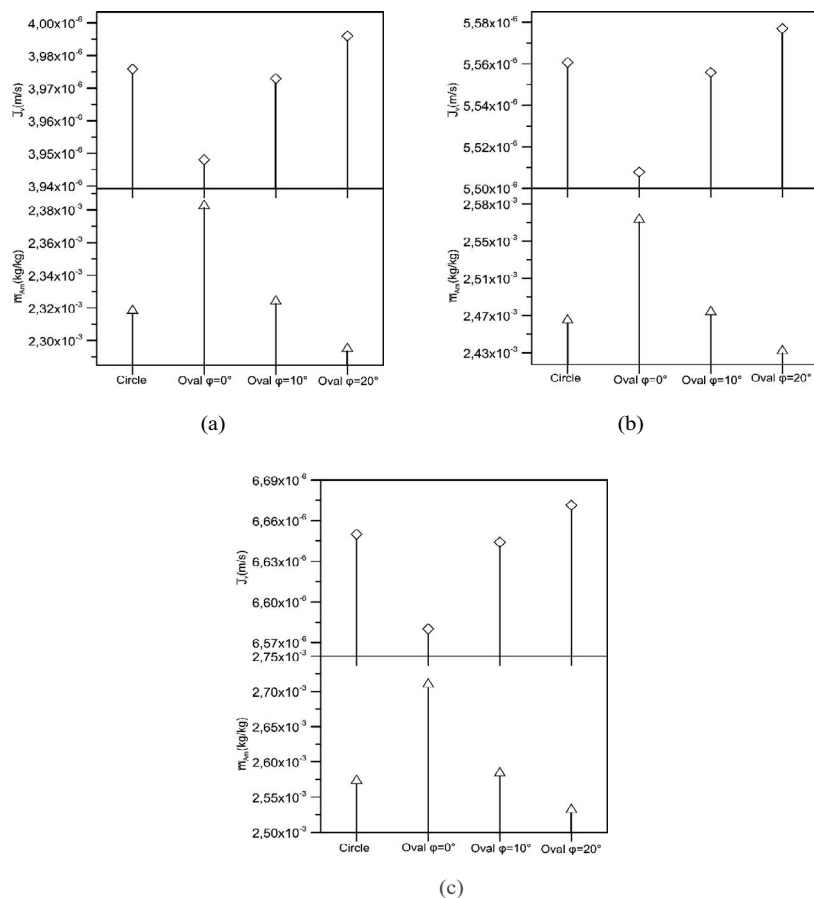 4,00x10⁻⁶
3,98x10⁻⁶
3,97x10⁻⁶
3,96x10⁻⁶
3,95x10⁻⁶
3,94x10⁻⁶
J̅ᵥ(m/s)
2,38x10⁻³
2,36x10⁻³
2,34x10⁻³
2,32x10⁻³
2,30x10⁻³
m̅Am(kg/kg)
Circle Oval φ=0° Oval φ=10° Oval φ=20°
(a)
5,58x10⁻⁶
5,56x10⁻⁶
5,54x10⁻⁶
5,52x10⁻⁶
5,50x10⁻⁶
J̅ᵥ(m/s)
2,58x10⁻³
2,55x10⁻³
2,51x10⁻³
2,47x10⁻³
2,43x10⁻³
m̅Am(kg/kg)
Circle Oval φ=0° Oval φ=10° Oval φ=20°
(b)
6,69x10⁻⁶
6,66x10⁻⁶
6,63x10⁻⁶
6,60x10⁻⁶
6,57x10⁻⁶
J̅ᵥ(m/s)
2,75x10⁻³
2,70x10⁻³
2,65x10⁻³
2,60x10⁻³
2,55x10⁻³
2,50x10⁻³
m̅Am(kg/kg)
Circle Oval φ=0° Oval φ=10° Oval φ=20°
(c)